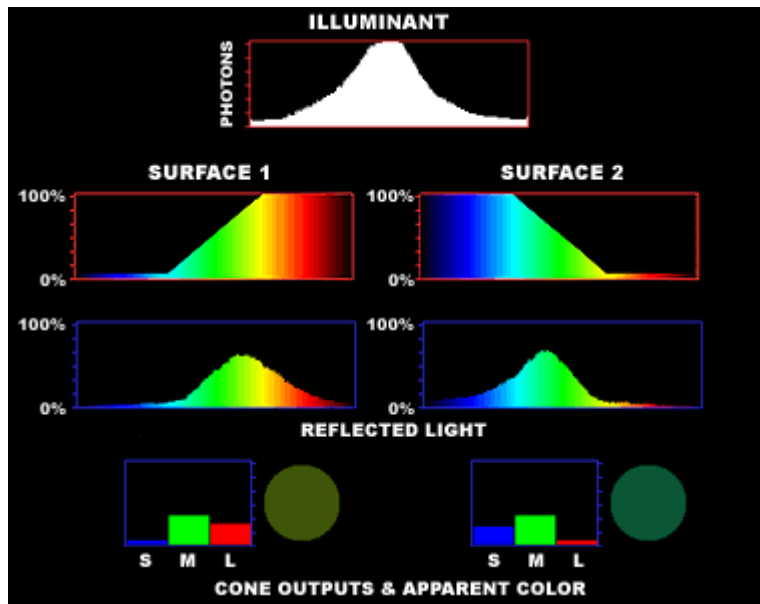 ILLUMINANT
PHOTONS
SURFACE 1 SURFACE 2
100% 100%
0% 0%
100% 100%
0% 0%
REFLECTED LIGHT
S M L S M L
CONE OUTPUTS & APPARENT COLOR